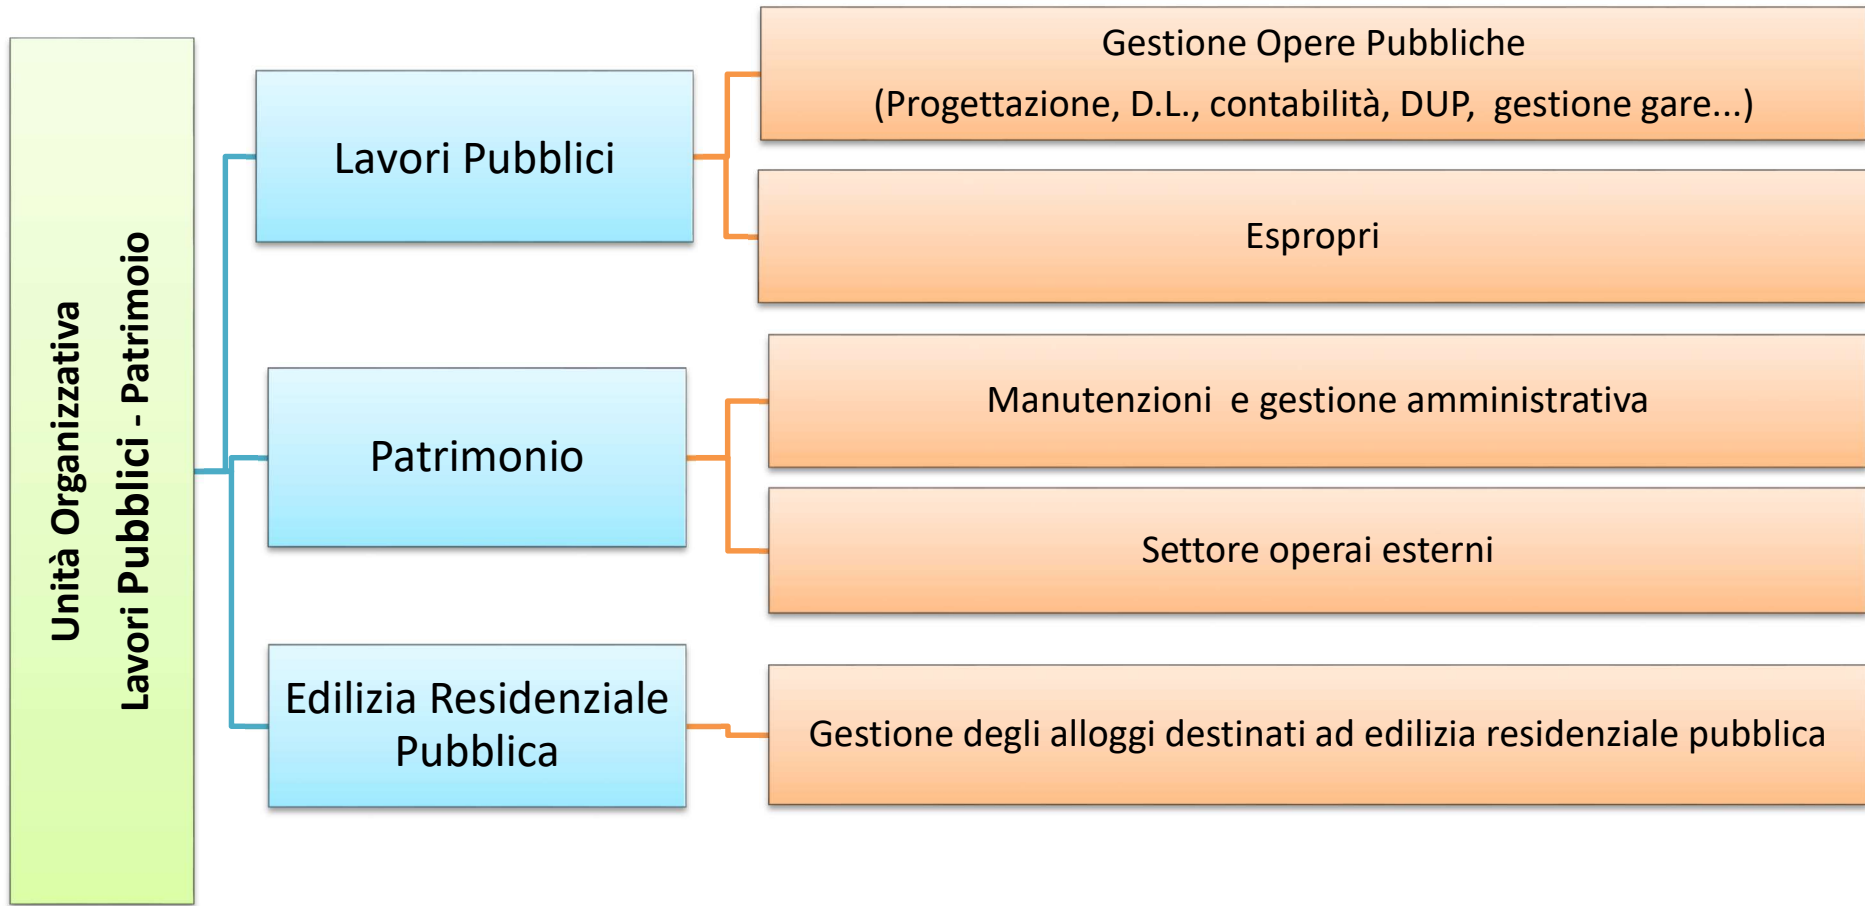 Unità Organizzativa
Lavori Pubblici - Patrimoio
Lavori Pubblici
Gestione Opere Pubbliche
(Progettazione, D.L., contabilità, DUP,  gestione gare...)
Espropri
Patrimonio
Manutenzioni  e gestione amministrativa
Settore operai esterni
Edilizia Residenziale
Pubblica
Gestione degli alloggi destinati ad edilizia residenziale pubblica